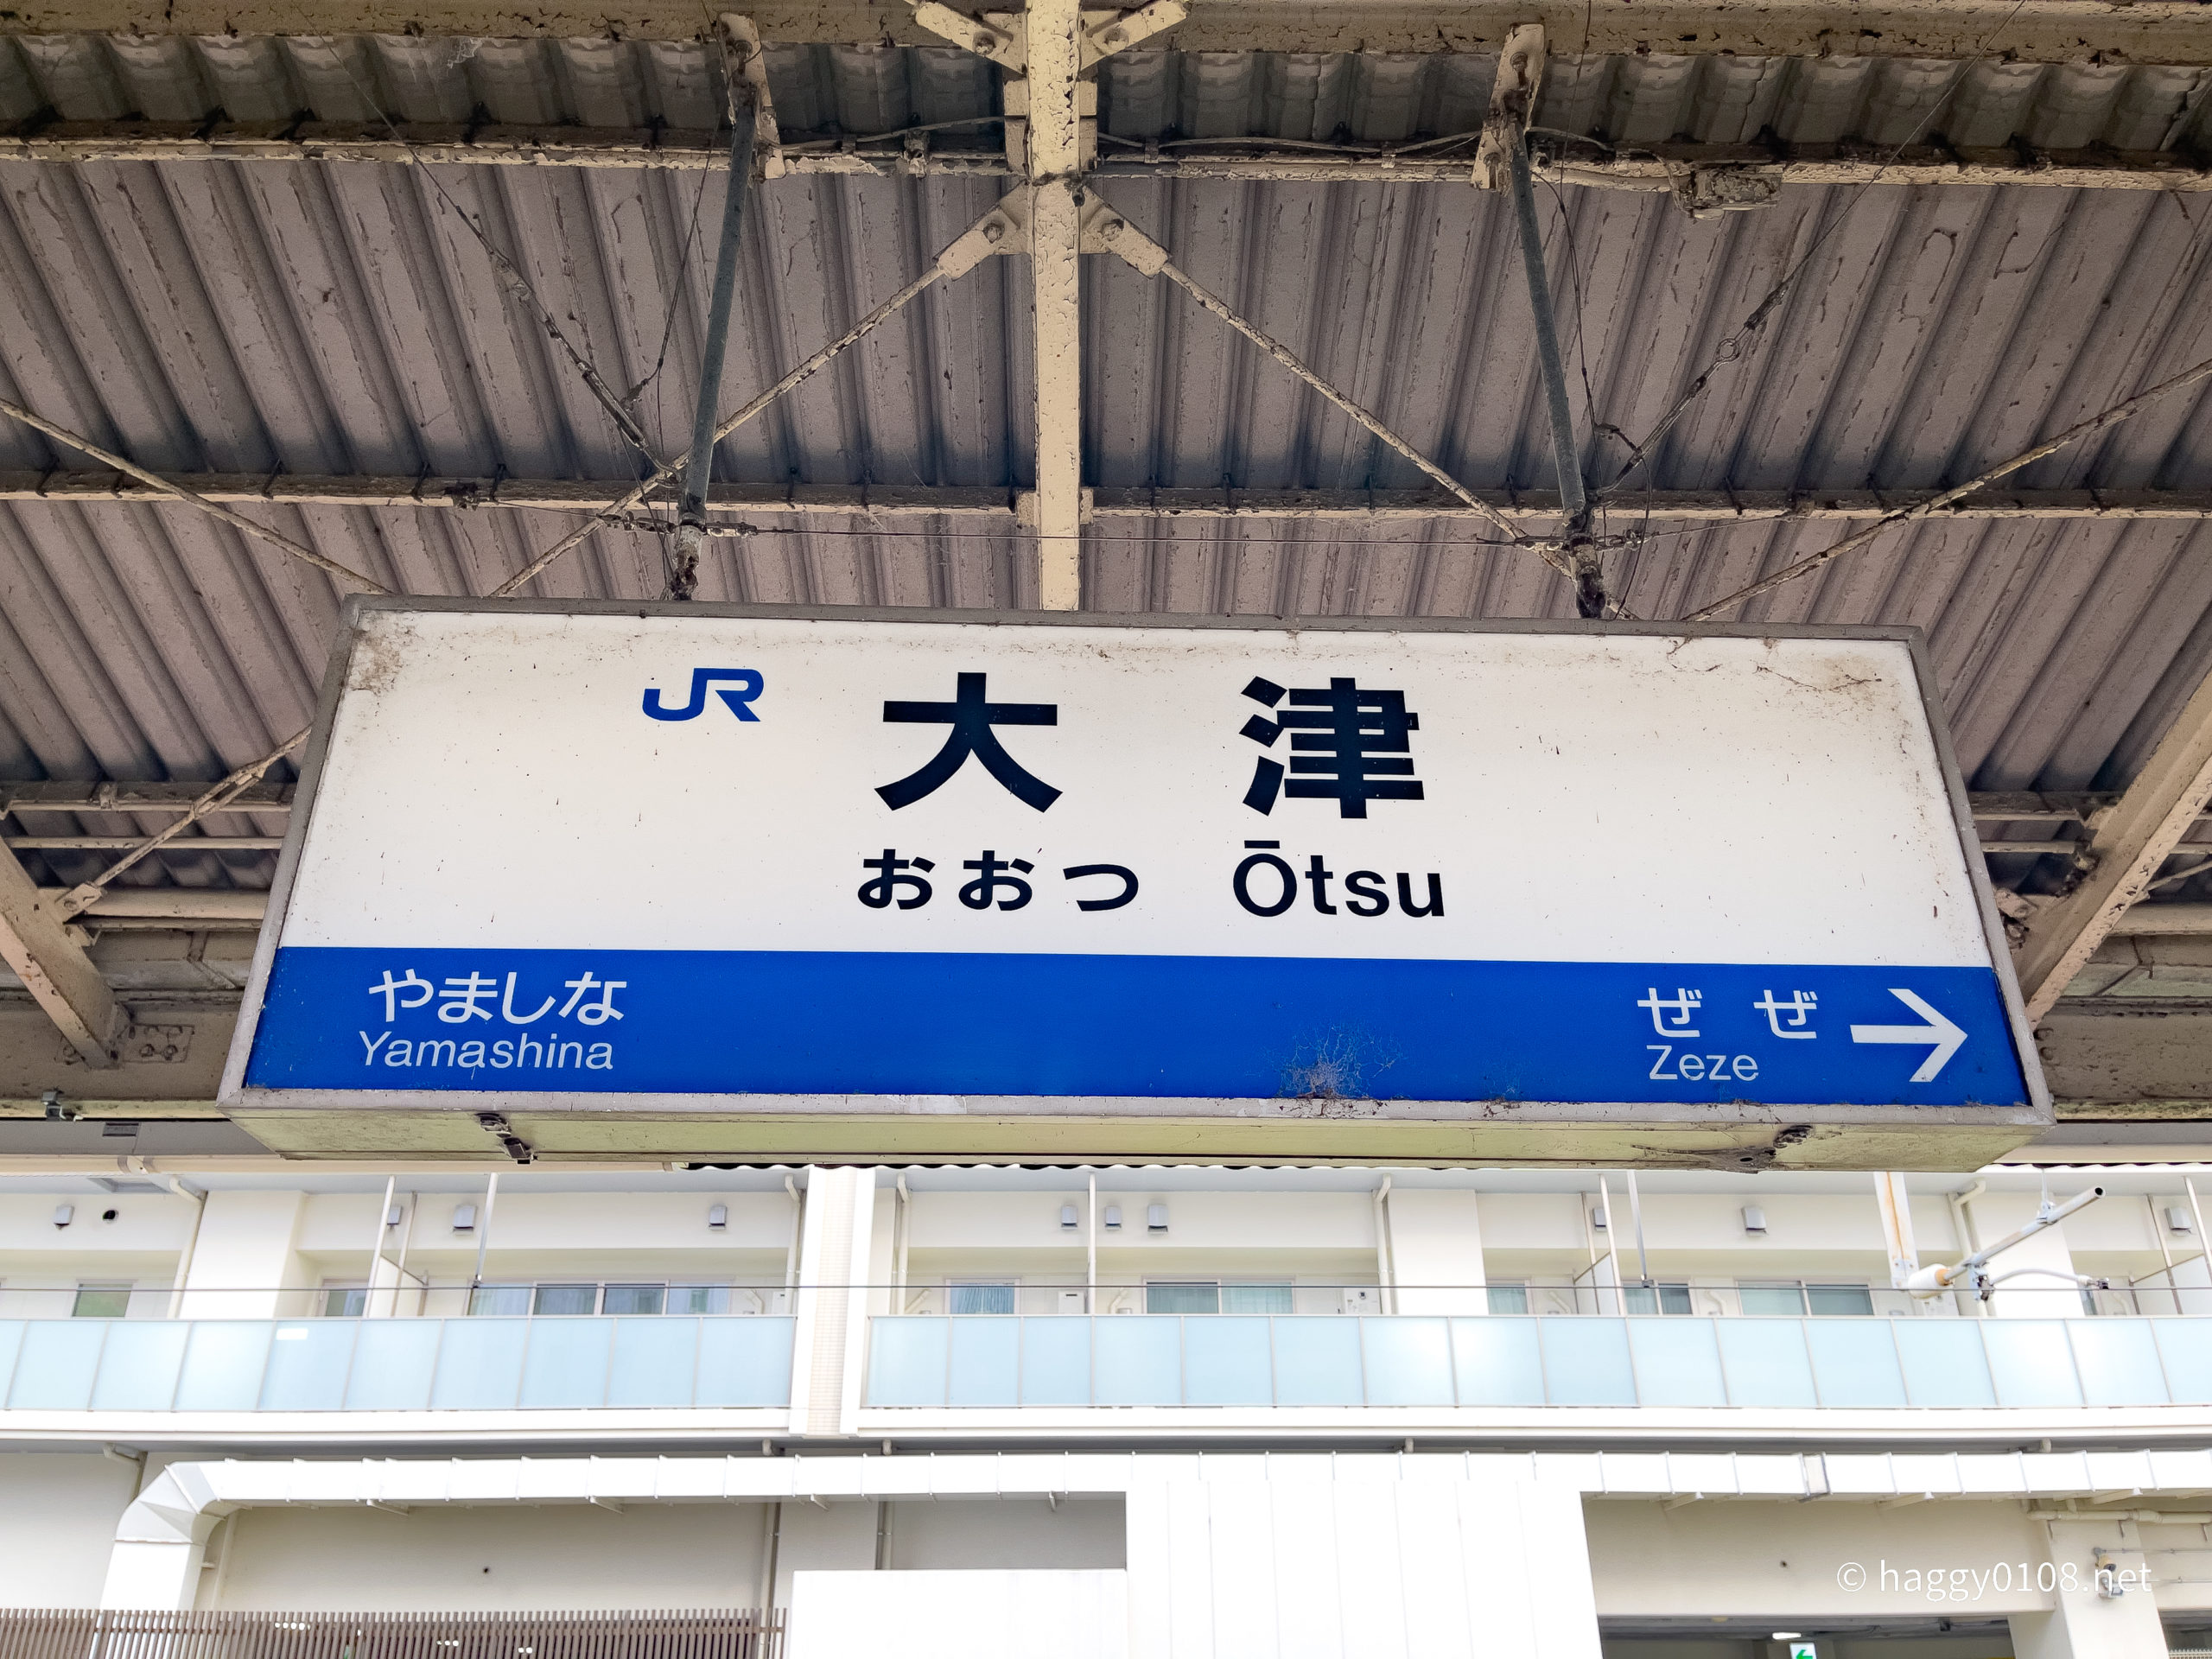 JR 大津
おおつ Ōtsu
やましな ぜぜ →
Yamashina Zeze
© haggy0108.net